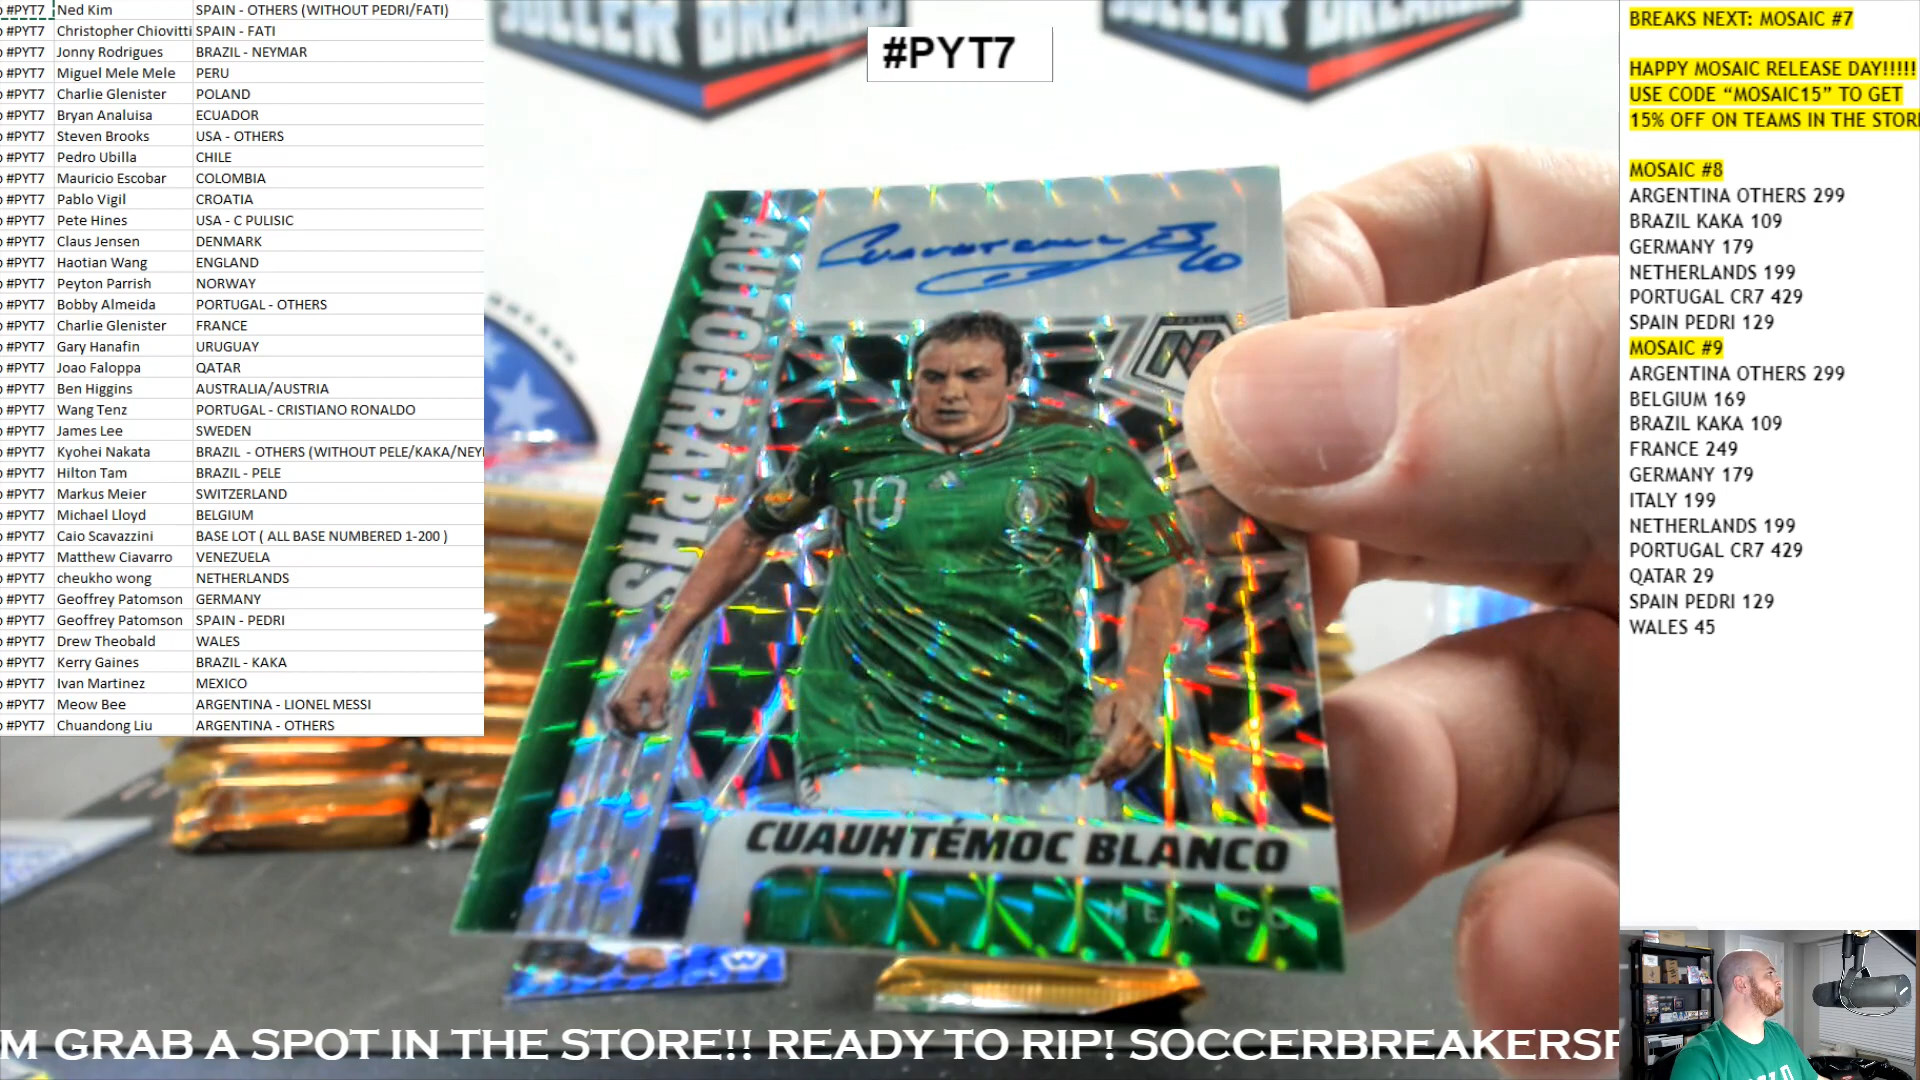 #PYT7 Ned Kim SPAIN - OTHERS (WITHOUT PEDRI/FATI)
#PYT7 Christopher Chiovitti SPAIN - FATI
#PYT7 Jonny Rodrigues BRAZIL - NEYMAR
#PYT7 Miguel Mele Mele PERU
#PYT7 Charlie Glenister POLAND
#PYT7 Bryan Analuisa ECUADOR
#PYT7 Steven Brooks USA - OTHERS
#PYT7 Pedro Ubilla CHILE
#PYT7 Mauricio Escobar COLOMBIA
#PYT7 Pablo Vigil CROATIA
#PYT7 Pete Hines USA - C PULISIC
#PYT7 Claus Jensen DENMARK
#PYT7 Haotian Wang ENGLAND
#PYT7 Peyton Parrish NORWAY
#PYT7 Bobby Almeida PORTUGAL - OTHERS
#PYT7 Charlie Glenister FRANCE
#PYT7 Gary Hanafin URUGUAY
#PYT7 Joao Faloppa QATAR
#PYT7 Ben Higgins AUSTRALIA/AUSTRIA
#PYT7 Wang Tenz PORTUGAL - CRISTIANO RONALDO
#PYT7 James Lee SWEDEN
#PYT7 Kyohei Nakata BRAZIL - OTHERS (WITHOUT PELE/KAKA/NEY
#PYT7 Hilton Tam BRAZIL - PELE
#PYT7 Markus Meier SWITZERLAND
#PYT7 Michael Lloyd BELGIUM
#PYT7 Caio Scavazzini BASE LOT ( ALL BASE NUMBERED 1-200 )
#PYT7 Matthew Ciavarro VENEZUELA
#PYT7 cheukho wong NETHERLANDS
#PYT7 Geoffrey Patomson GERMANY
#PYT7 Geoffrey Patomson SPAIN - PEDRI
#PYT7 Drew Theobald WALES
#PYT7 Kerry Gaines BRAZIL - KAKA
#PYT7 Ivan Martinez MEXICO
#PYT7 Meow Bee ARGENTINA - LIONEL MESSI
#PYT7 Chuandong Liu ARGENTINA - OTHERS
SOCCER BREAKERS
#PYT7
AUTOGRAPHS
10
CUAUHTÉMOC BLANCO
MEXICO
BREAKS NEXT: MOSAIC #7
HAPPY MOSAIC RELEASE DAY!!!!!
USE CODE “MOSAIC15” TO GET
15% OFF ON TEAMS IN THE STOR
MOSAIC #8
ARGENTINA OTHERS 299
BRAZIL KAKA 109
GERMANY 179
NETHERLANDS 199
PORTUGAL CR7 429
SPAIN PEDRI 129
MOSAIC #9
ARGENTINA OTHERS 299
BELGIUM 169
BRAZIL KAKA 109
FRANCE 249
GERMANY 179
ITALY 199
NETHERLANDS 199
PORTUGAL CR7 429
QATAR 29
SPAIN PEDRI 129
WALES 45
M GRAB A SPOT IN THE STORE!! READY TO RIP! SOCCERBREAKERSF